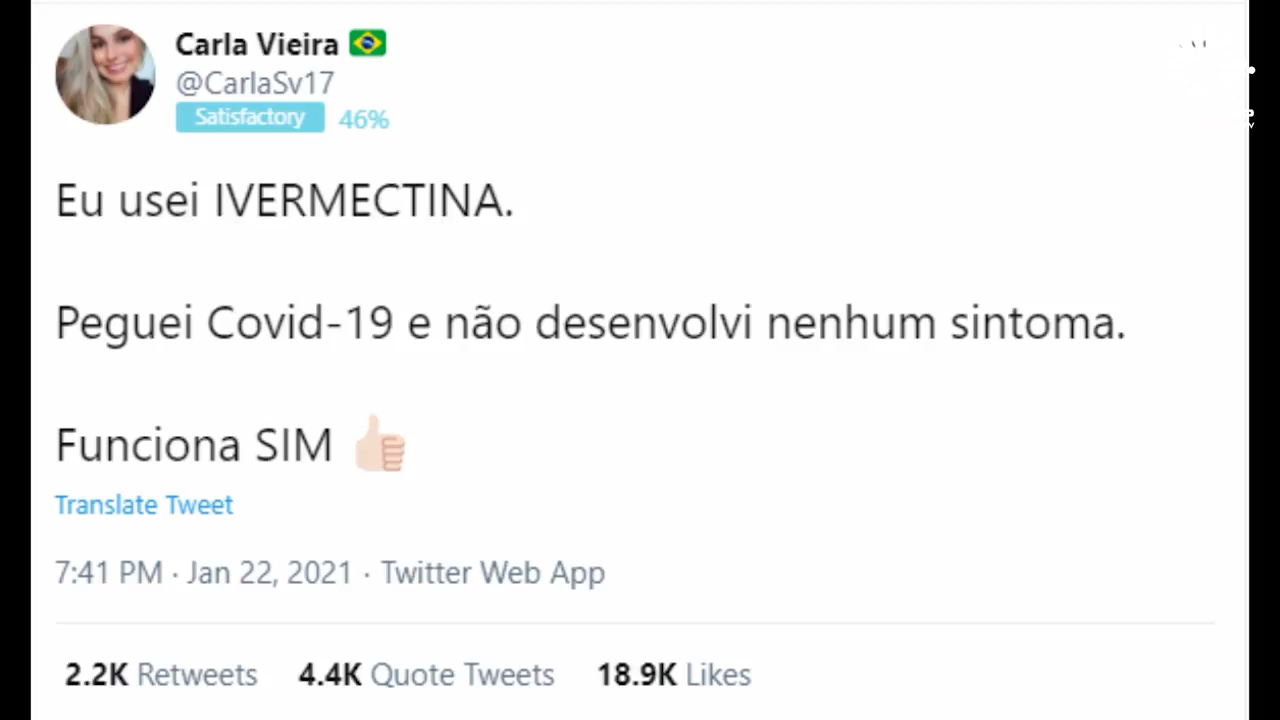 Carla Vieira
@CarlaSv17
Satisfactory 46%
Eu usei IVERMECTINA.
Peguei Covid-19 e não desenvolvi nenhum sintoma.
Funciona SIM
Translate Tweet
7:41 PM · Jan 22, 2021 · Twitter Web App
2.2K Retweets 4.4K Quote Tweets 18.9K Likes